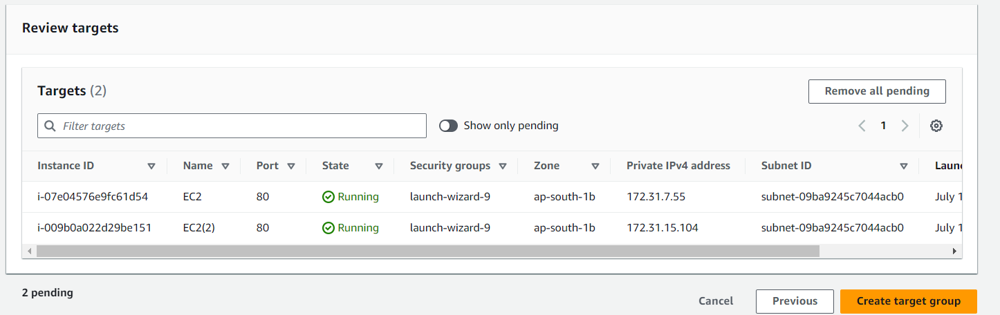 Review targets
Targets (2)
Remove all pending
Filter targets
Show only pending
1
Instance ID Name Port State Security groups Zone Private IPv4 address Subnet ID
i-07e04576e9fc61d54 EC2 80 Running launch-wizard-9 ap-south-1b 172.31.7.55 subnet-09ba9245c7044acb0 July 1
i-009b0a022d29be151 EC2(2) 80 Running launch-wizard-9 ap-south-1b 172.31.15.104 subnet-09ba9245c7044acb0 July 1
2 pending
Cancel Previous Create target group